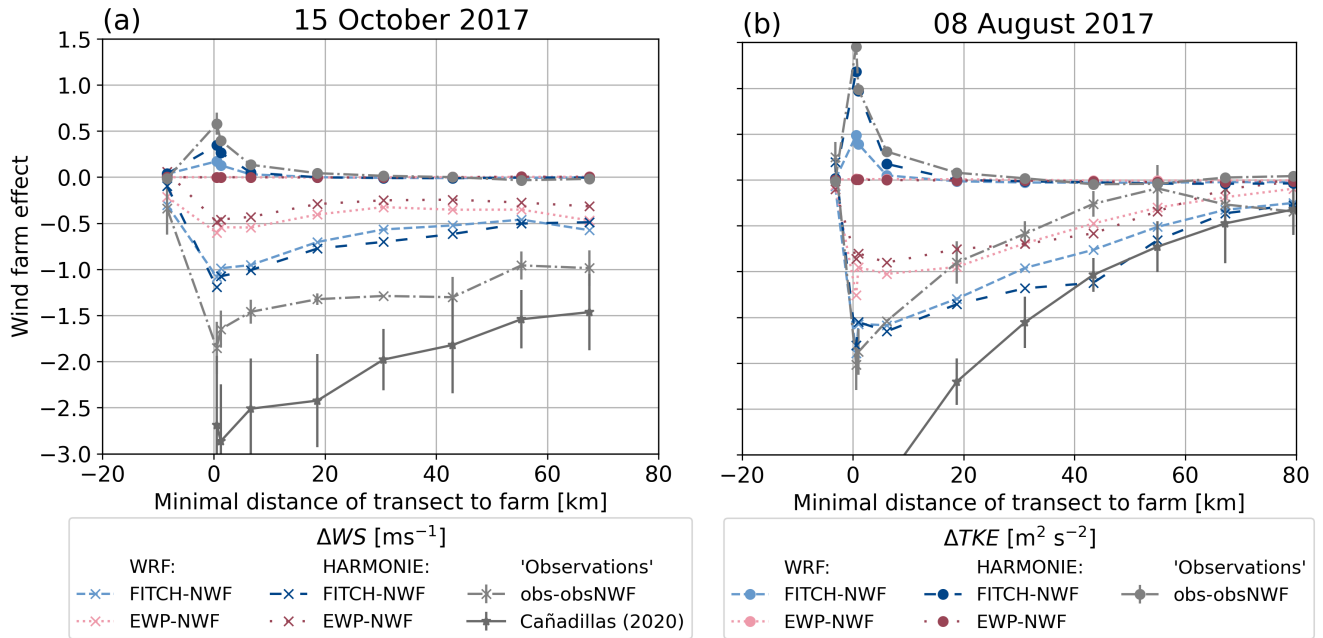 (a) 15 October 2017
(b) 08 August 2017
Wind farm effect
1.5
1.0
0.5
0.0
−0.5
−1.0
−1.5
−2.0
−2.5
−3.0
−20 0 20 40 60 80
−20 0 20 40 60 80
Minimal distance of transect to farm [km]
Minimal distance of transect to farm [km]
ΔWS [ms⁻¹]
WRF: HARMONIE: 'Observations'
FITCH-NWF FITCH-NWF obs-obsNWF
EWP-NWF EWP-NWF Cañadillas (2020)
ΔTKE [m² s⁻²]
WRF: HARMONIE: 'Observations'
FITCH-NWF FITCH-NWF obs-obsNWF
EWP-NWF EWP-NWF